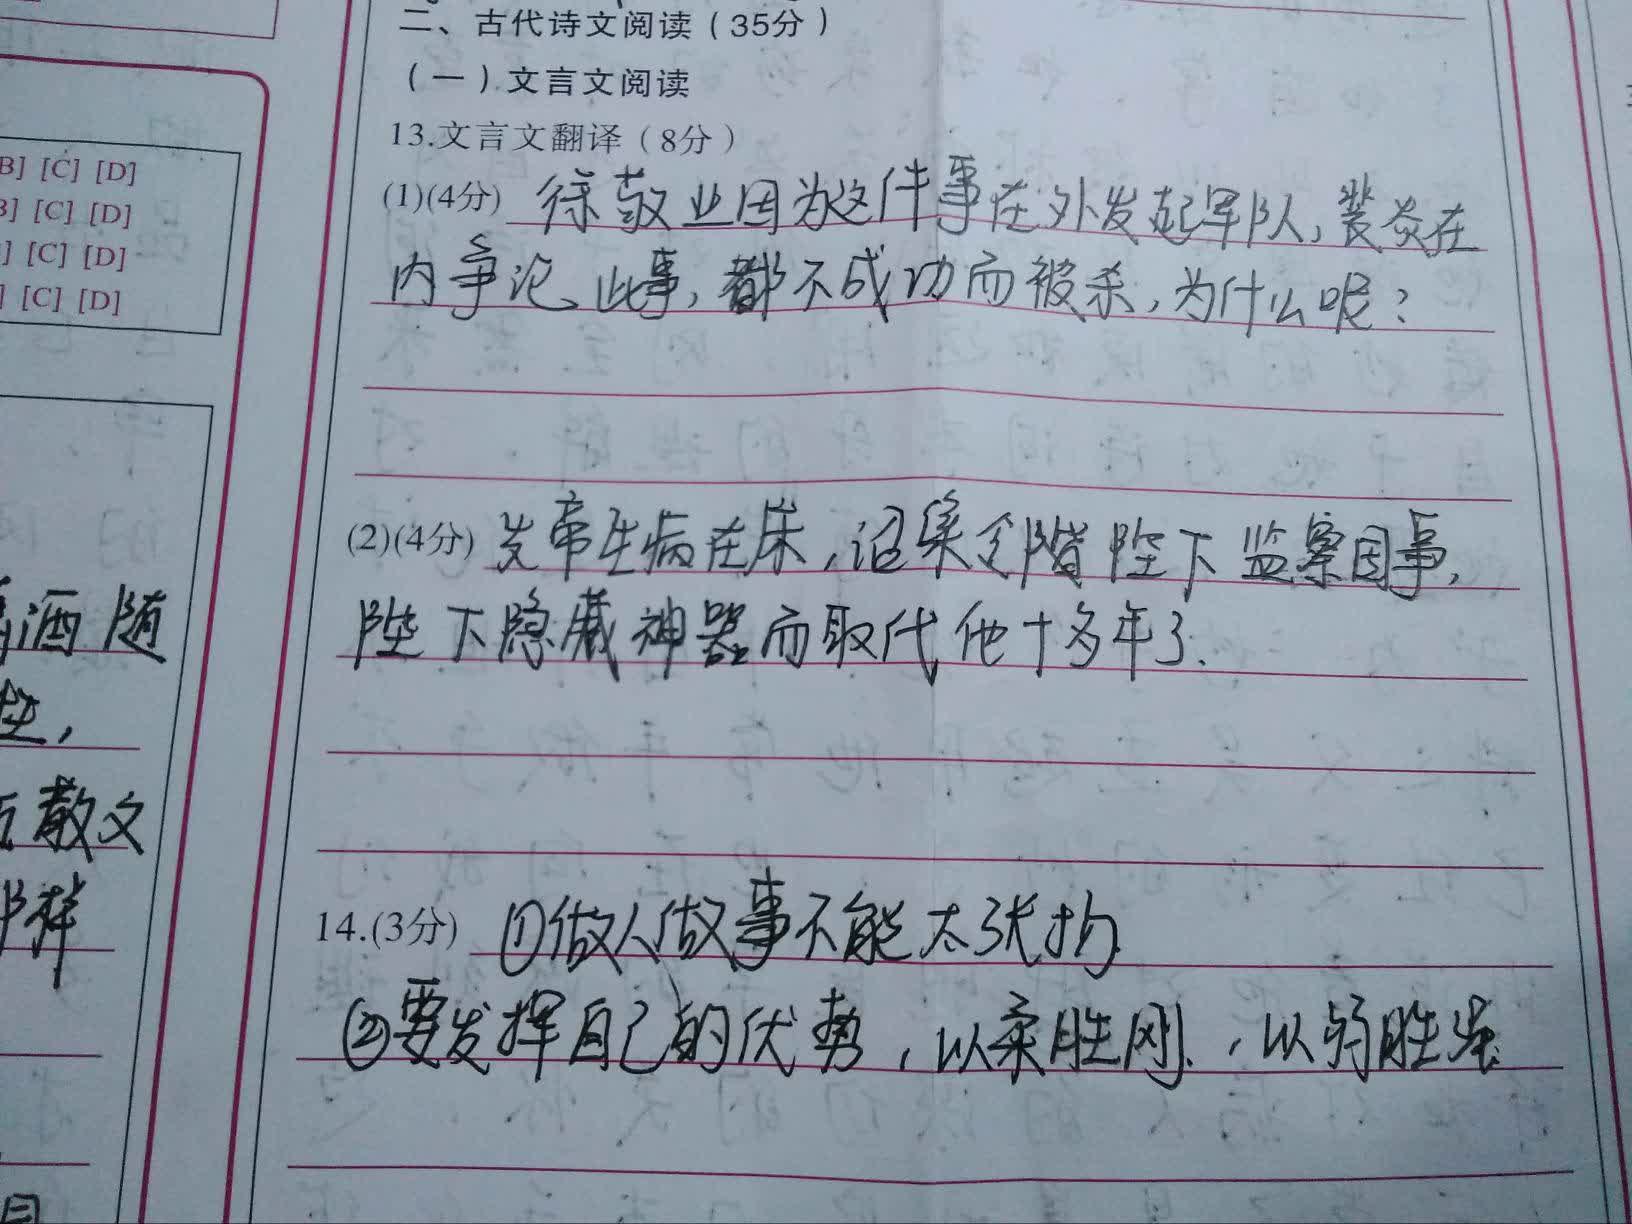 二、古代诗文阅读（35分）
（一）.文言文阅读
B] [C] [D]
B] [C] [D]
] [C] [D]
] [C] [D]
13.文言文翻译（8分）
(1)(4分) 徐敬业因为这件事在外发起军队，裴炎在
内争论此事，都不成功而被杀，为什么呢？
(2)(4分) 先帝生病在床，诏陛下监察国事，
陛下隐藏神器而取代他十多年了.
酒随
散文
样
14.(3分) ①做人做事不能太张扬
②要发挥自己的优势，以柔胜刚.，以弱胜强